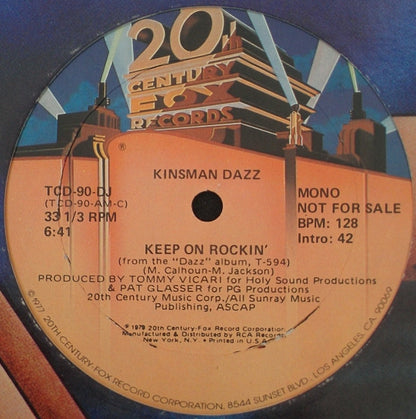 20th
CENTURY
FOX
RECORDS
®
KINSMAN DAZZ
TCD-90-DJ
(TCD-90-AM-C)
33 1/3 RPM
6:41
MONO
NOT FOR SALE
BPM: 128
Intro: 42
KEEP ON ROCKIN'
(from the "Dazz" album, T-594)
(M. Calhoun-M. Jackson)
PRODUCED BY TOMMY VICARI for Holy Sound Productions
& PAT GLASSER for PG Productions
20th Century Music Corp./All Sunray Music
Publishing, ASCAP
℗ 1979 20th Century-Fox Record Corporation
Manufactured & Distributed by RCA Records
New York, N.Y. • Printed in U.S.A.
© 1977, 20TH CENTURY-FOX RECORD CORPORATION, 8544 SUNSET BLVD., LOS ANGELES, CA. 90069